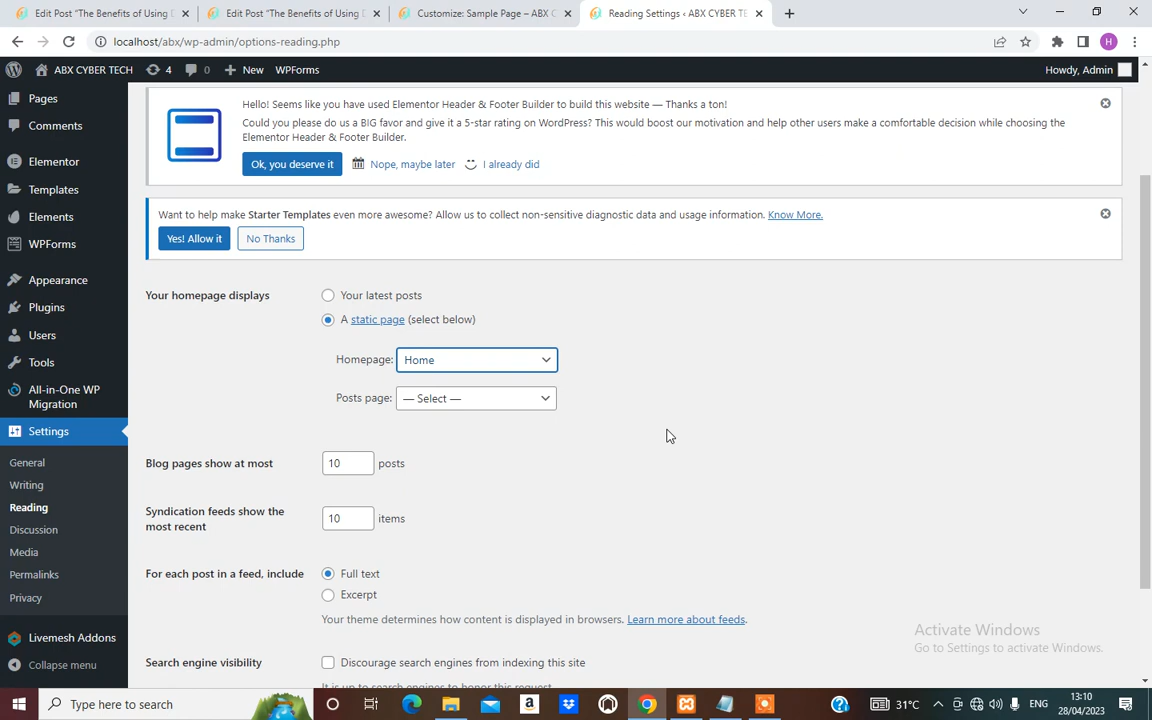 Edit Post "The Benefits of Using D
Edit Post "The Benefits of Using D
Customize: Sample Page – ABX C
Reading Settings ‹ ABX CYBER TE
localhost/abx/wp-admin/options-reading.php
H
ABX CYBER TECH
4
0
New
WPForms
Howdy, Admin
Pages
Comments
Elementor
Templates
Elements
WPForms
Appearance
Plugins
Users
Tools
All-in-One WP
Migration
Settings
General
Writing
Reading
Discussion
Media
Permalinks
Privacy
Livemesh Addons
Collapse menu
Hello! Seems like you have used Elementor Header & Footer Builder to build this website — Thanks a ton!
Could you please do us a BIG favor and give it a 5-star rating on WordPress? This would boost our motivation and help other users make a comfortable decision while choosing the
Elementor Header & Footer Builder.
Ok, you deserve it
Nope, maybe later
I already did
Want to help make Starter Templates even more awesome? Allow us to collect non-sensitive diagnostic data and usage information. Know More.
Yes! Allow it
No Thanks
Your homepage displays
Your latest posts
A static page (select below)
Homepage: Home
Posts page: — Select —
Blog pages show at most
10 posts
Syndication feeds show the
most recent
10 items
For each post in a feed, include
Full text
Excerpt
Your theme determines how content is displayed in browsers. Learn more about feeds.
Search engine visibility
Discourage search engines from indexing this site
It is up to search engines to honor this request.
Activate Windows
Go to Settings to activate Windows.
Type here to search
31°C
ENG
13:10
28/04/2023